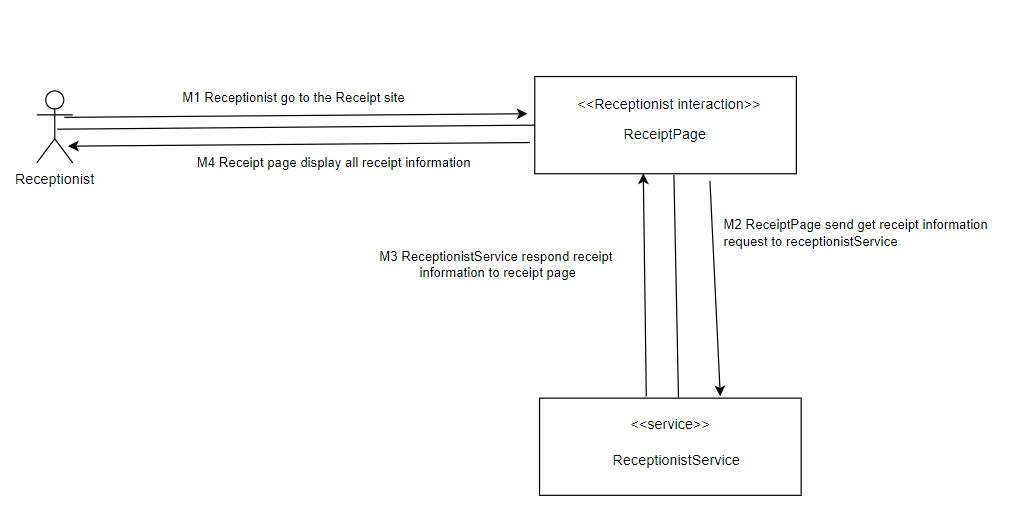 M1 Receptionist go to the Receipt site
<<Receptionist interaction>>
ReceiptPage
M4 Receipt page display all receipt information
Receptionist
M2 ReceiptPage send get receipt information
request to receptionistService
M3 ReceptionistService respond receipt
information to receipt page
<<service>>
ReceptionistService